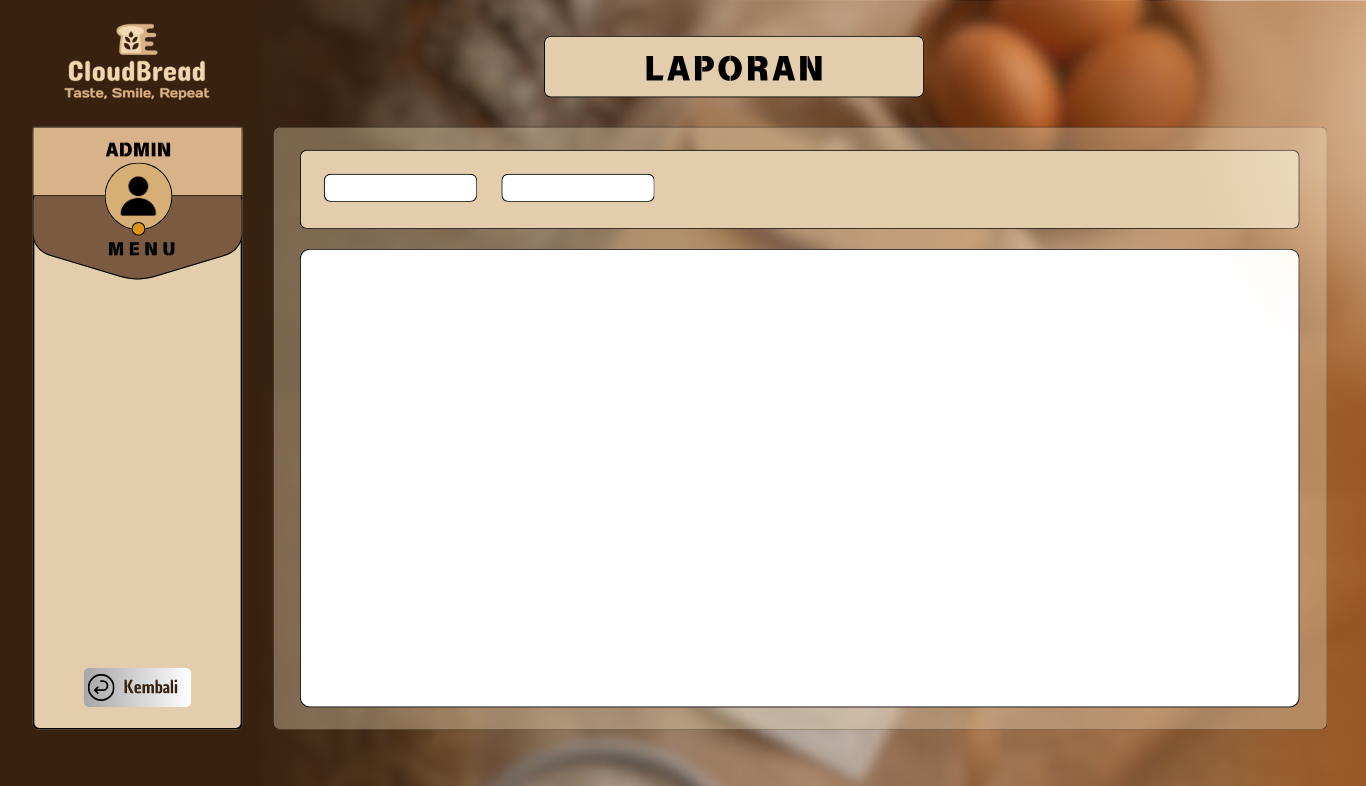 CloudBread
Taste, Smile, Repeat
LAPORAN
ADMIN
MENU
Kembali